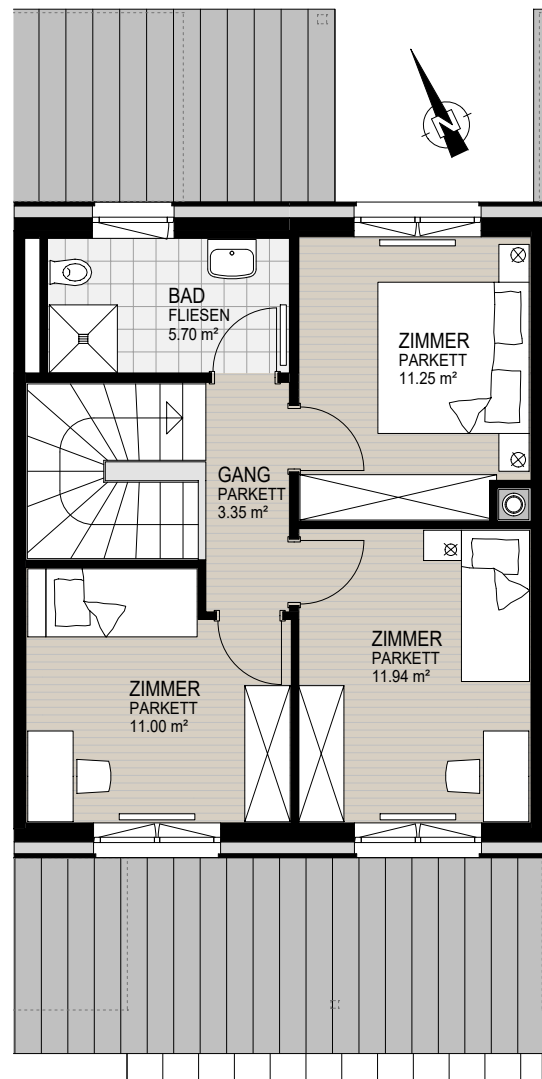 N
BAD
FLIESEN
5.70 m²
ZIMMER
PARKETT
11.25 m²
GANG
PARKETT
3.35 m²
ZIMMER
PARKETT
11.94 m²
ZIMMER
PARKETT
11.00 m²